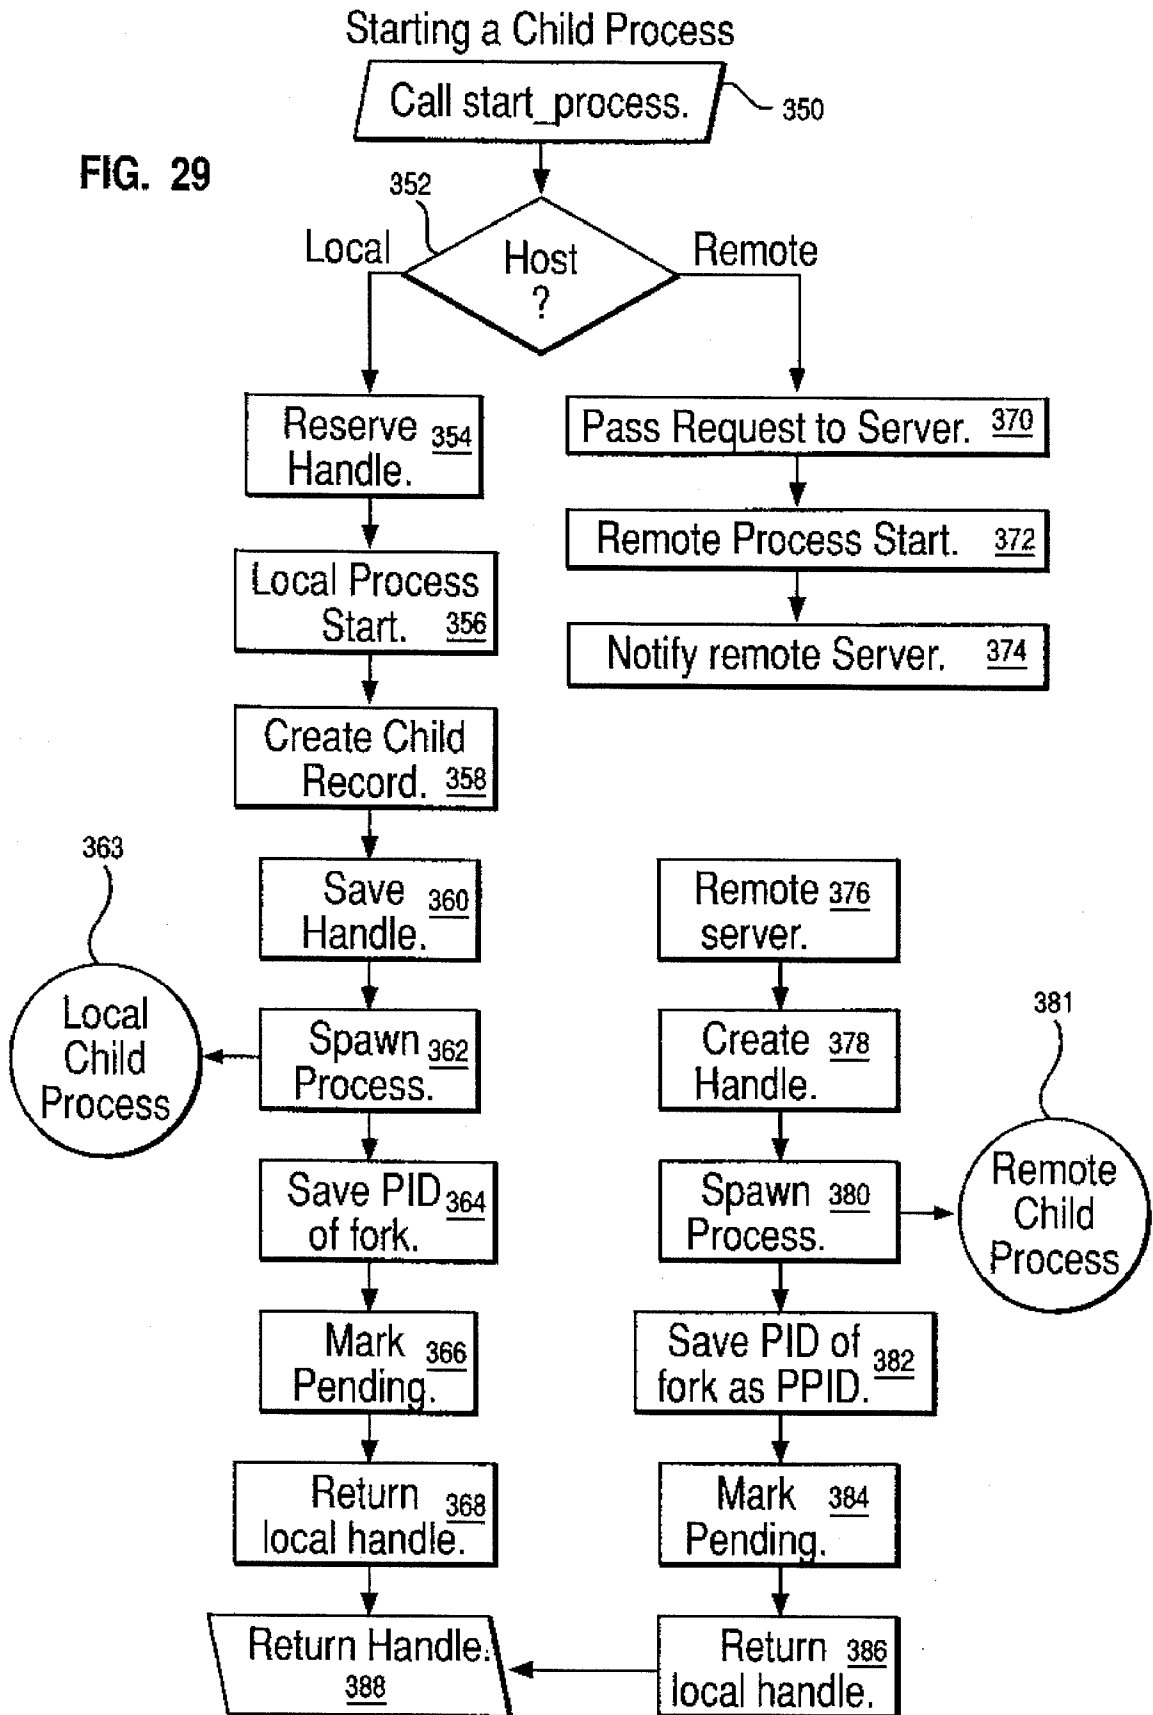 Starting a Child Process
Call start_process.
350
FIG. 29
352
Local
Host
?
Remote
Reserve
Handle.
354
Pass Request to Server. 370
Local Process
Start. 356
Remote Process Start. 372
Notify remote Server. 374
Create Child
Record. 358
363
Save
Handle.
360
Remote
server.
376
Local
Child
Process
Spawn
Process.
362
Create
Handle.
378
381
Save PID
of fork.
364
Spawn
Process.
380
Remote
Child
Process
Mark
Pending.
366
Save PID of
fork as PPID.
382
Return
local handle.
368
Mark
Pending.
384
Return Handle.
388
Return
local handle.
386